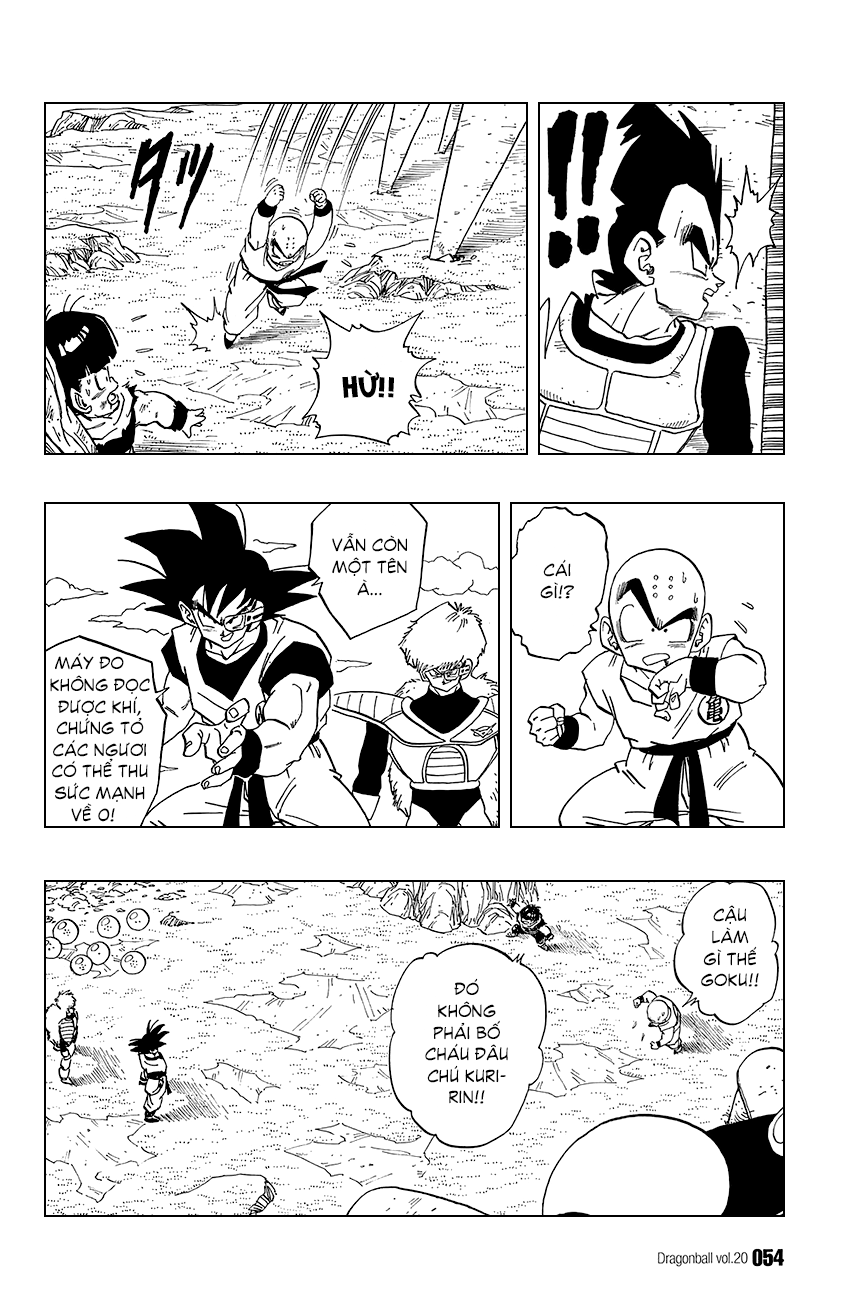 !!
ダッ
HỪ!!
CÁI
GÌ!?
VẪN CÒN
MỘT TÊN
À...
MÁY ĐO
KHÔNG ĐỌC
ĐƯỢC KHÍ,
CHỨNG TỎ
CÁC NGƯƠI
CÓ THỂ THU
SỨC MẠNH
VỀ 0!
CẬU
LÀM
GÌ THẾ
GOKU!!
ĐÓ
KHÔNG
PHẢI BỐ
CHÁU ĐÂU
CHÚ KURI-
RIN!!
Dragonball vol.20 054